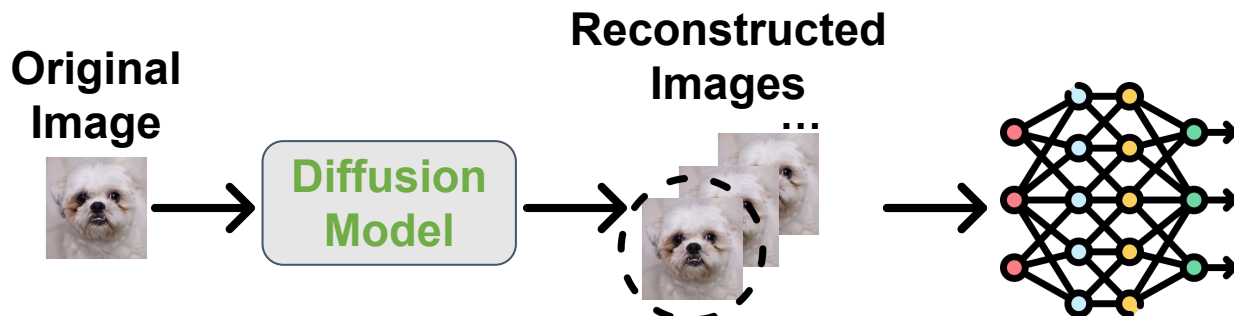 Original
Image
Diffusion
Model
Reconstructed
Images
...